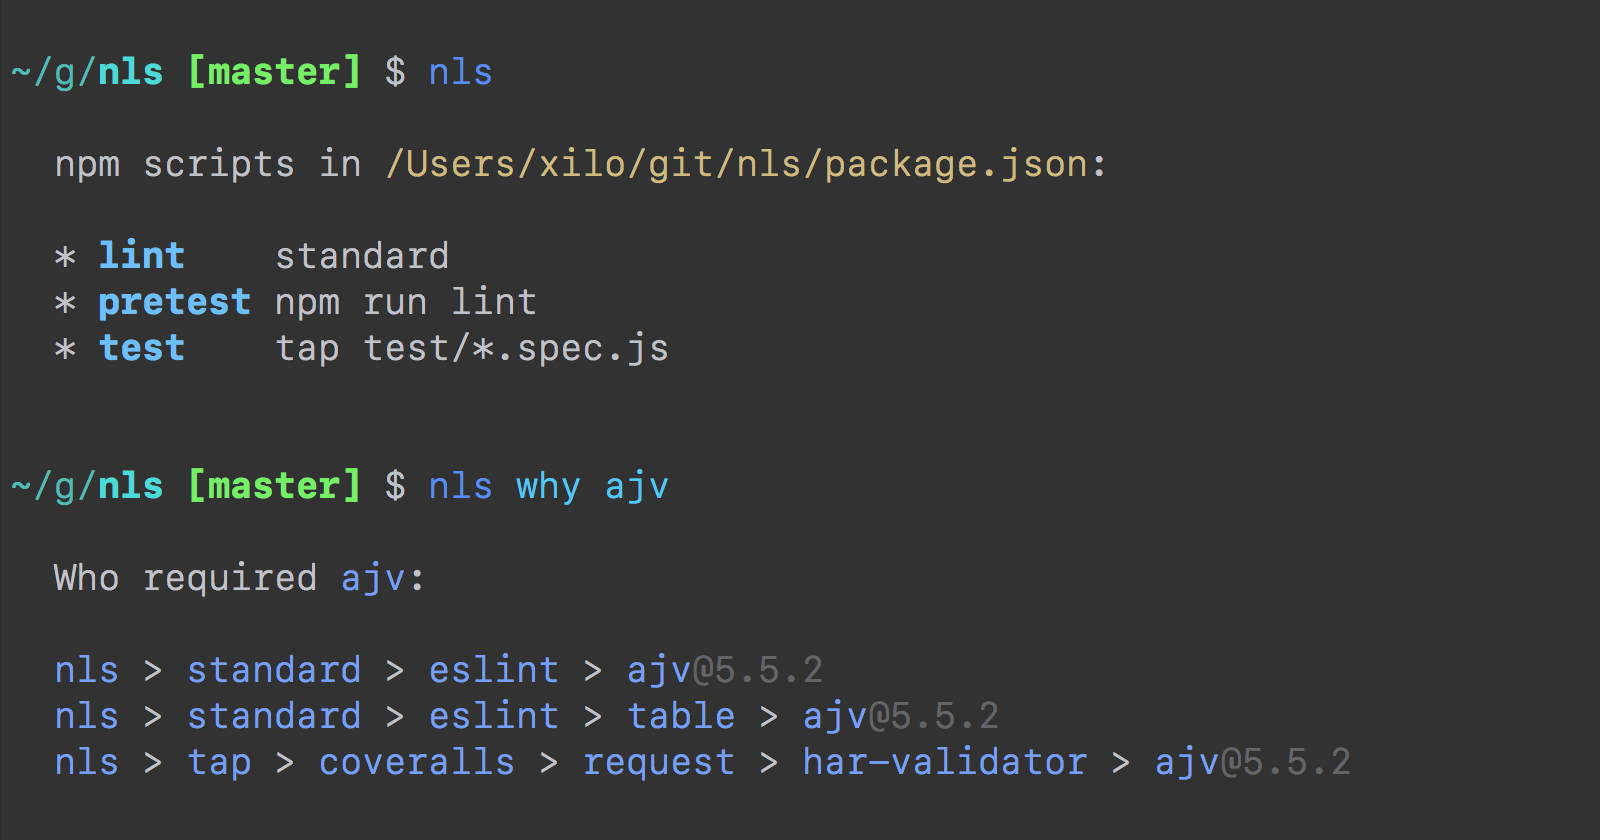 ~/g/nls [master] $ nls
npm scripts in /Users/xilo/git/nls/package.json:
* lint    standard
* pretest npm run lint
* test    tap test/*.spec.js
~/g/nls [master] $ nls why ajv
Who required ajv:
nls > standard > eslint > ajv@5.5.2
nls > standard > eslint > table > ajv@5.5.2
nls > tap > coveralls > request > har-validator > ajv@5.5.2